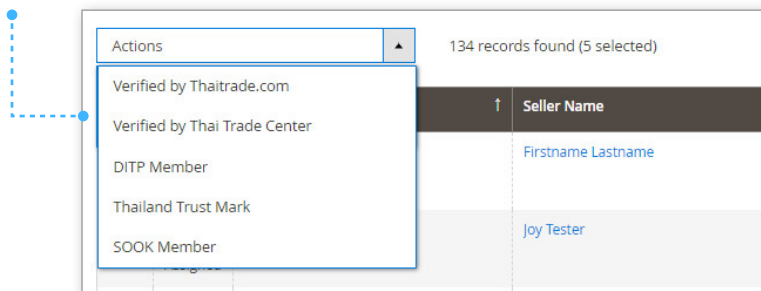 Actions
134 records found (5 selected)
Verified by Thaitrade.com
Verified by Thai Trade Center
DITP Member
Thailand Trust Mark
SOOK Member
↑ Seller Name
Firstname Lastname
Joy Tester